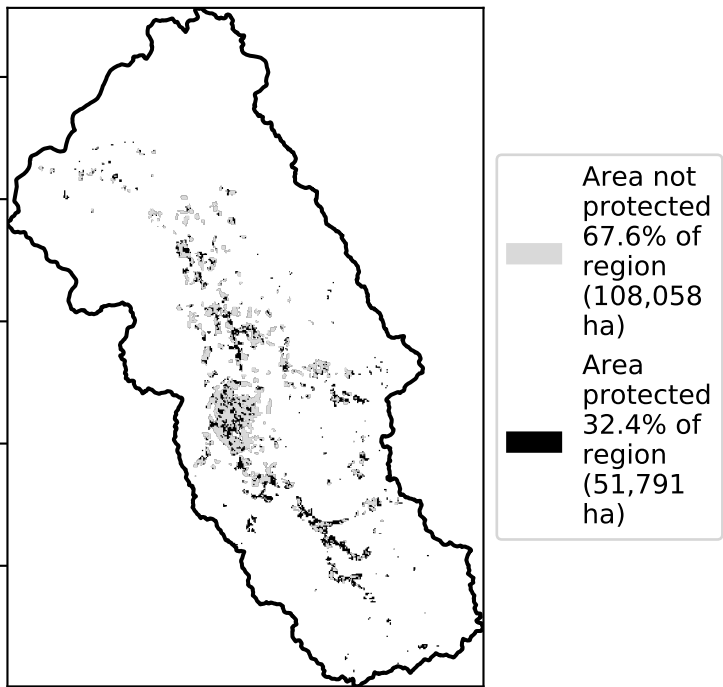 Area not
protected
67.6% of
region
(108,058
ha)
Area
protected
32.4% of
region
(51,791
ha)